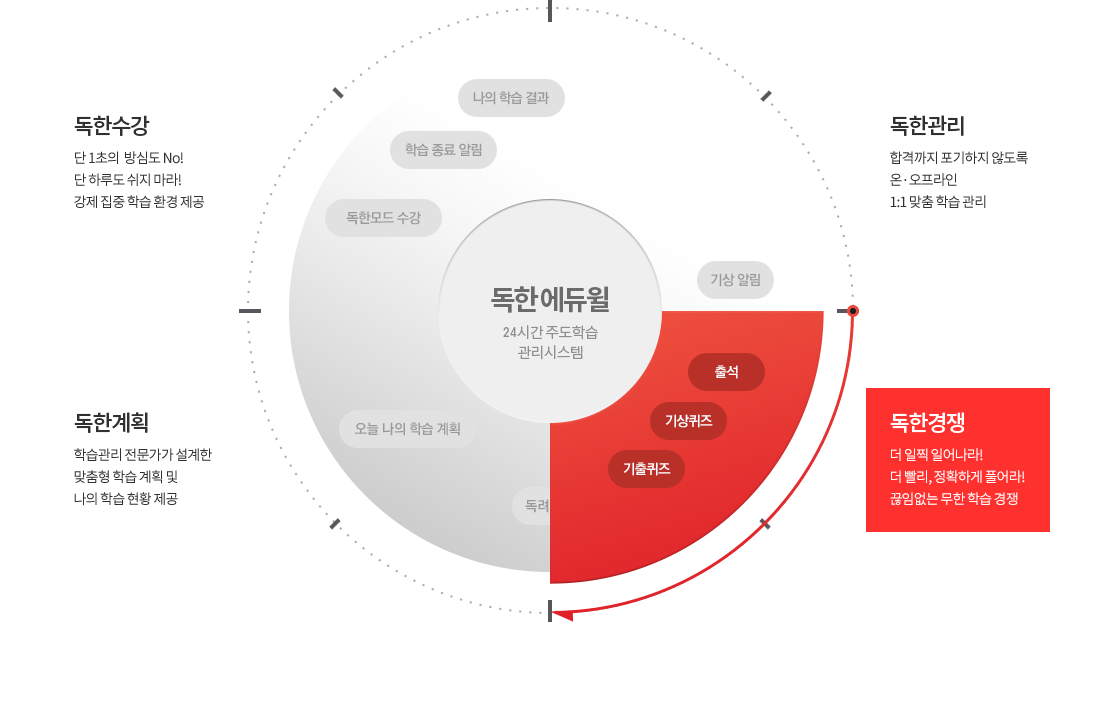 나의 학습 결과
학습 종료 알림
독한모드 수강
기상 알림
독한에듀윌
24시간 주도학습
관리시스템
출석
기상퀴즈
기출퀴즈
오늘 나의 학습 계획
독려
독한수강
단 1초의 방심도 No!
단 하루도 쉬지 마라!
강제 집중 학습 환경 제공
독한관리
합격까지 포기하지 않도록
온·오프라인
1:1 맞춤 학습 관리
독한계획
학습관리 전문가가 설계한
맞춤형 학습 계획 및
나의 학습 현황 제공
독한경쟁
더 일찍 일어나라!
더 빨리, 정확하게 풀어라!
끊임없는 무한 학습 경쟁